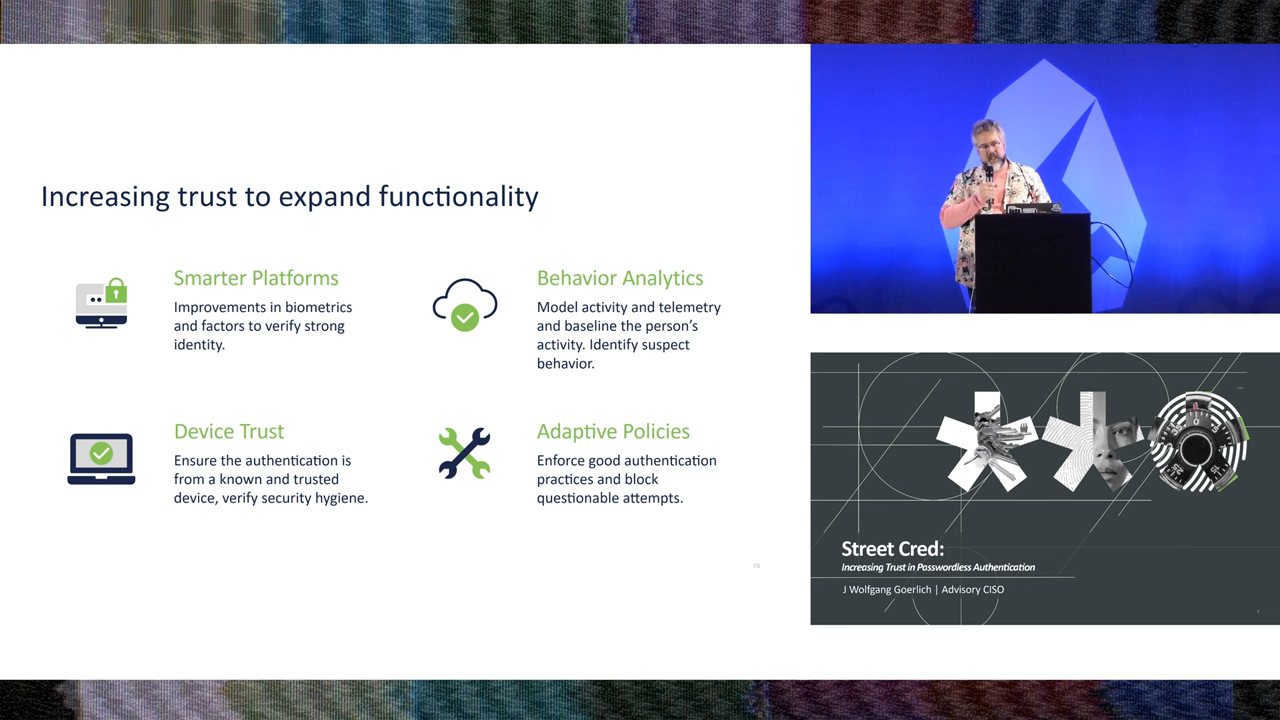 Increasing trust to expand functionality
Smarter Platforms
Improvements in biometrics
and factors to verify strong
identity.
Behavior Analytics
Model activity and telemetry
and baseline the person's
activity. Identify suspect
behavior.
Device Trust
Ensure the authentication is
from a known and trusted
device, verify security hygiene.
Adaptive Policies
Enforce good authentication
practices and block
questionable attempts.
70
Street Cred:
Increasing Trust in Passwordless Authentication
J Wolfgang Goerlich | Advisory CISO